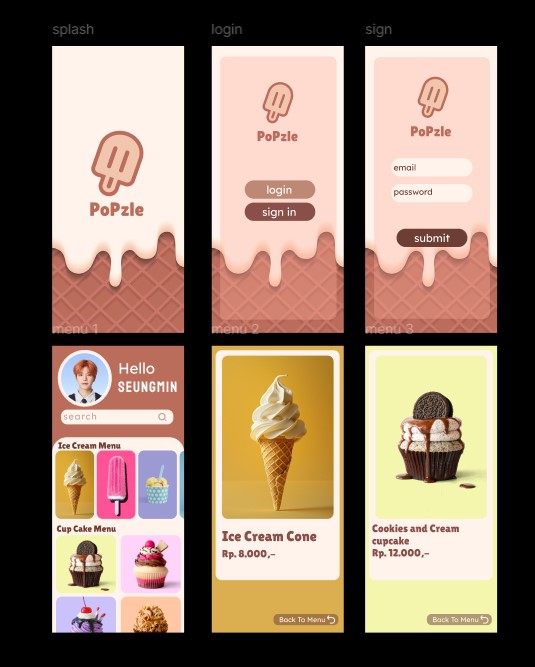 splash
login
sign
PoPzle
PoPzle
login
sign in
PoPzle
email
password
submit
menu 1
menu 2
menu 3
Hello
SEUNGMIN
search
Ice Cream Menu
Cup Cake Menu
Ice Cream Cone
Rp. 8.000,-
Back To Menu
Cookies and Cream
cupcake
Rp. 12.000,-
Back To Menu